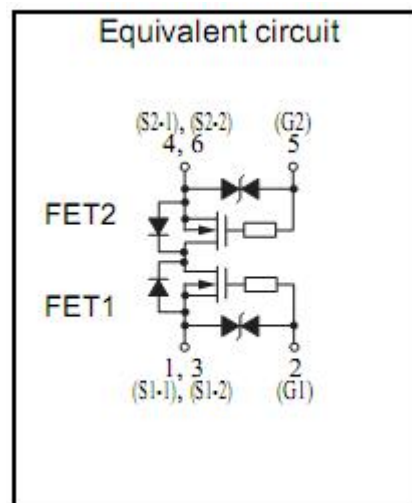 Equivalent circuit
(S2-1), (S2-2) (G2)
4, 6 5
FET2
FET1
1, 3 2
(S1-1), (S1-2) (G1)